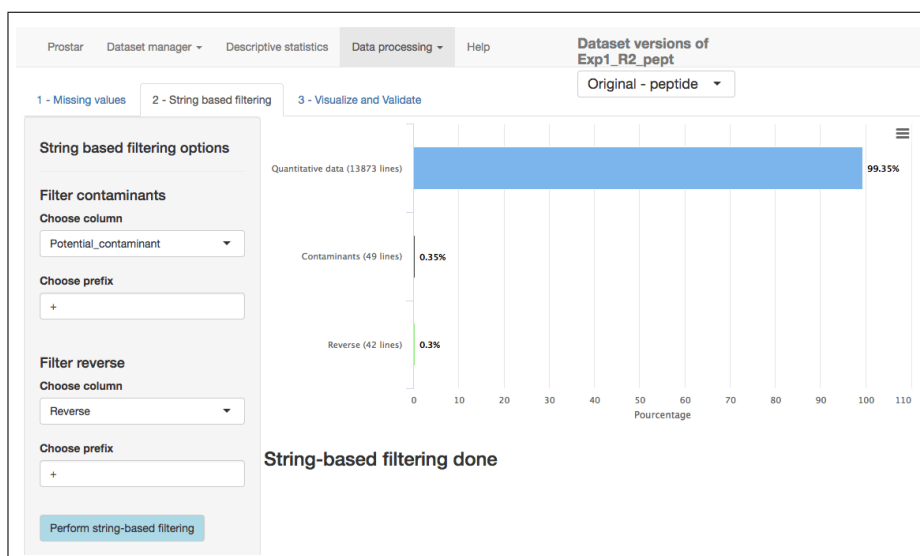 Prostar Dataset manager Descriptive statistics Data processing Help
Dataset versions of
Exp1_R2_pept
Original - peptide
1 - Missing values 2 - String based filtering 3 - Visualize and Validate
String based filtering options
Filter contaminants
Choose column
Potential_contaminant
Choose prefix
+
Filter reverse
Choose column
Reverse
Choose prefix
+
Perform string-based filtering
Quantitative data (13873 lines)
99.35%
Contaminants (49 lines)
0.35%
Reverse (42 lines)
0.3%
0 10 20 30 40 50 60 70 80 90 100 110
Pourcentage
String-based filtering done